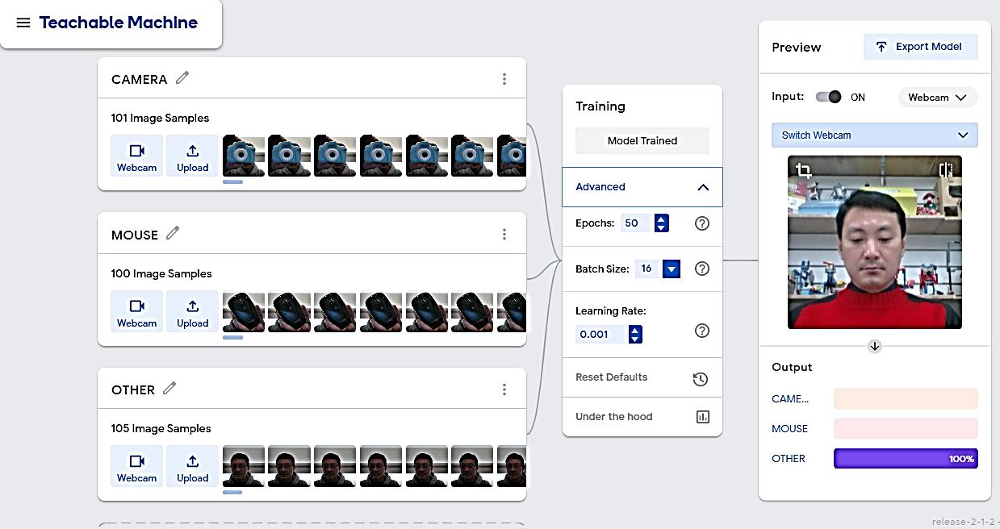 Teachable Machine
CAMERA
101 Image Samples
Webcam
Upload
MOUSE
100 Image Samples
Webcam
Upload
OTHER
105 Image Samples
Webcam
Upload
Training
Model Trained
Advanced
Epochs: 50
Batch Size: 16
Learning Rate:
0.001
Reset Defaults
Under the hood
Preview
Export Model
Input: ON Webcam
Switch Webcam
Output
CAME...
MOUSE
OTHER 100%
release-2-1-2 -